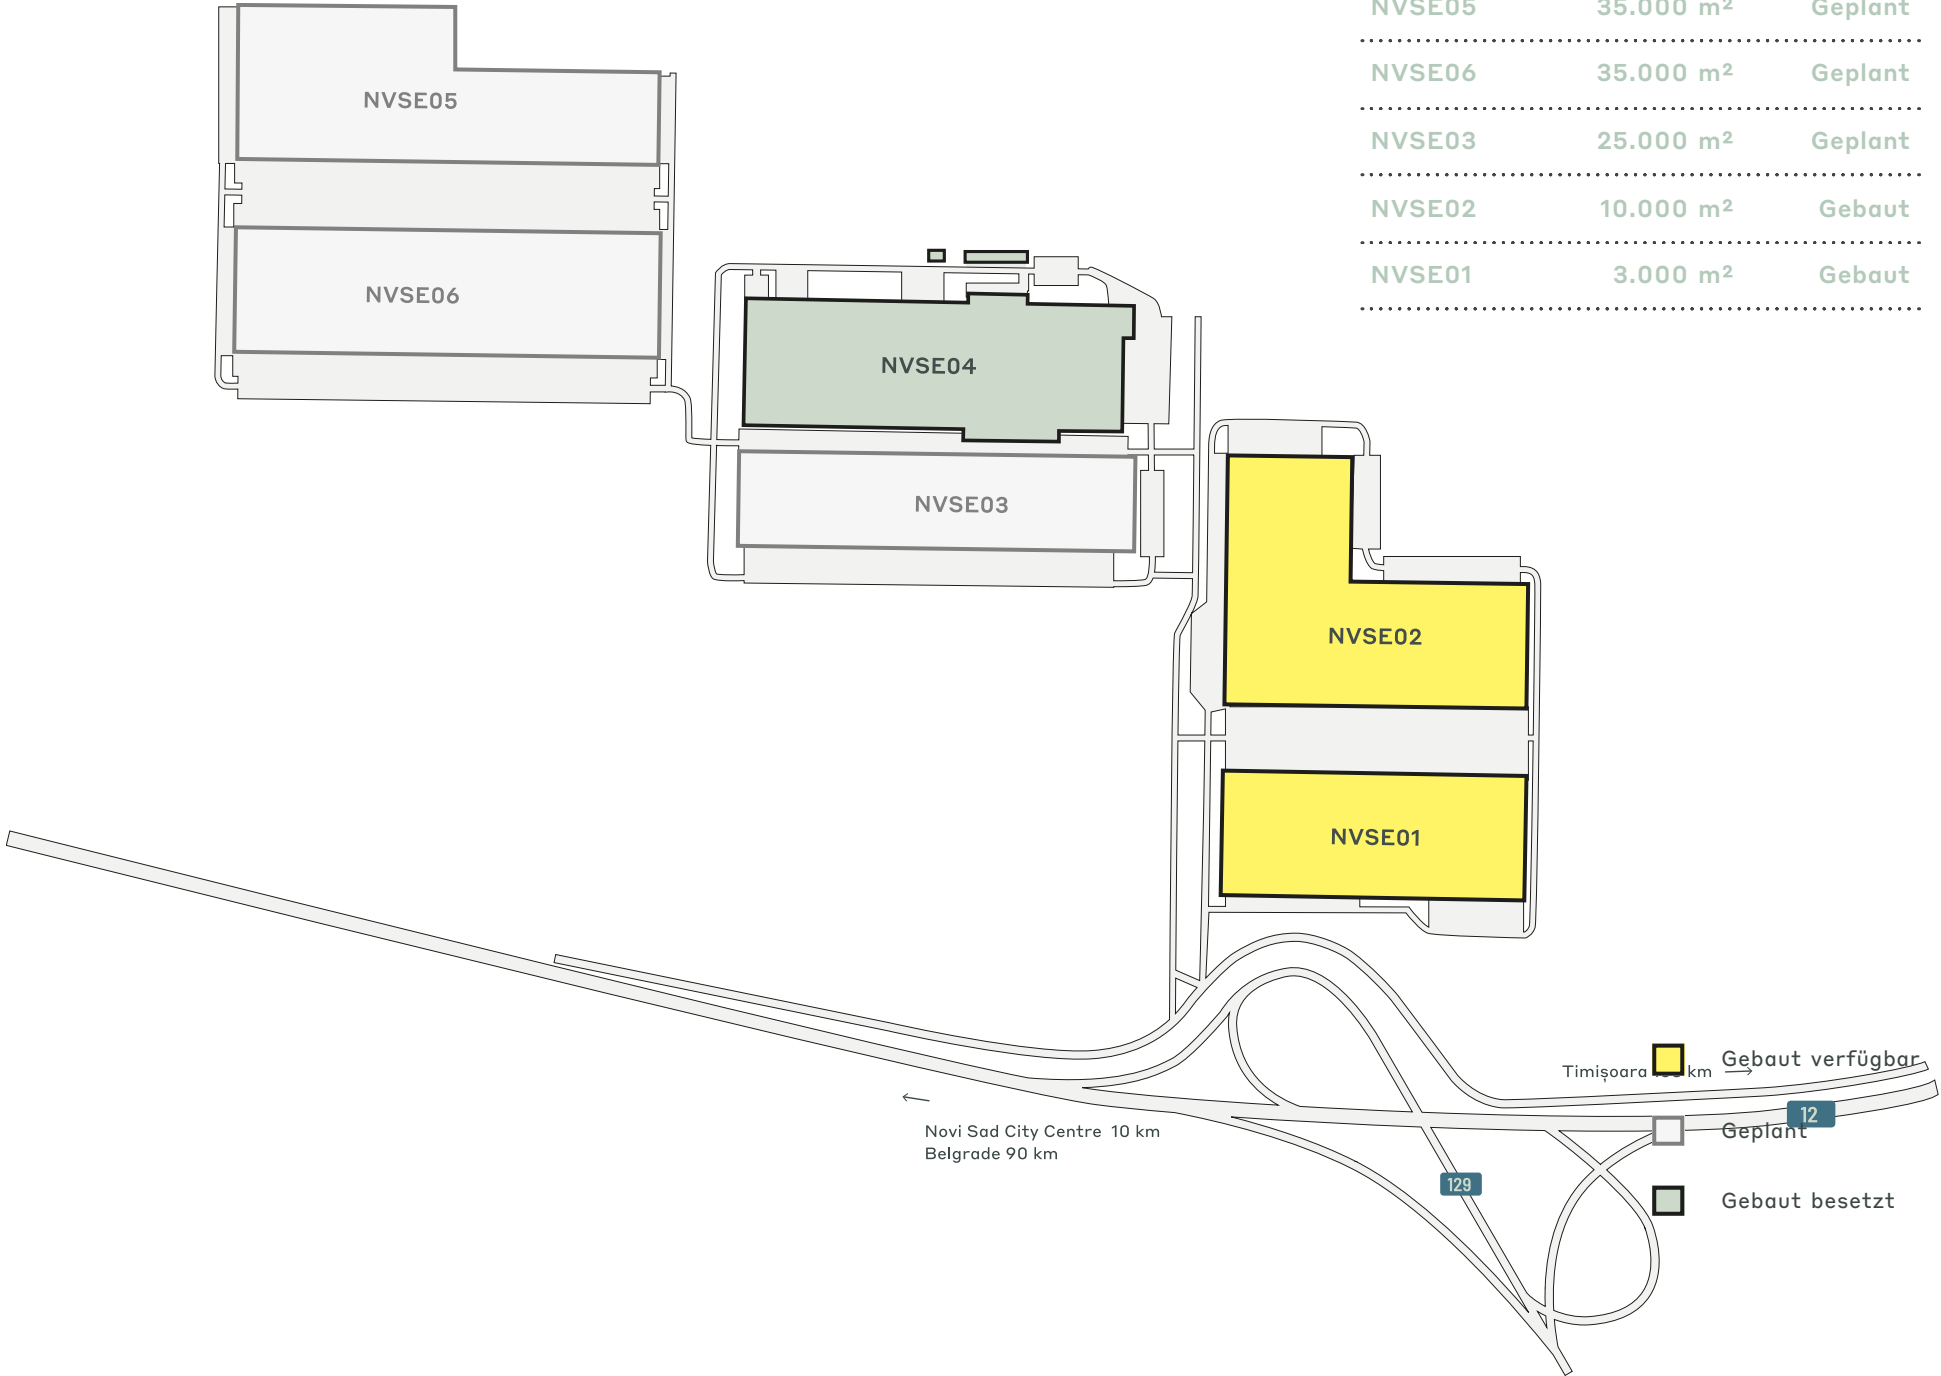 NVSE05 35.000 m² Geplant
NVSE06 35.000 m² Geplant
NVSE03 25.000 m² Geplant
NVSE02 10.000 m² Gebaut
NVSE01 3.000 m² Gebaut
NVSE05
NVSE06
NVSE04
NVSE03
NVSE02
NVSE01
Gebaut verfügbar
Timișoara km →
12
Geplant
← Novi Sad City Centre 10 km
Belgrade 90 km
129
Gebaut besetzt